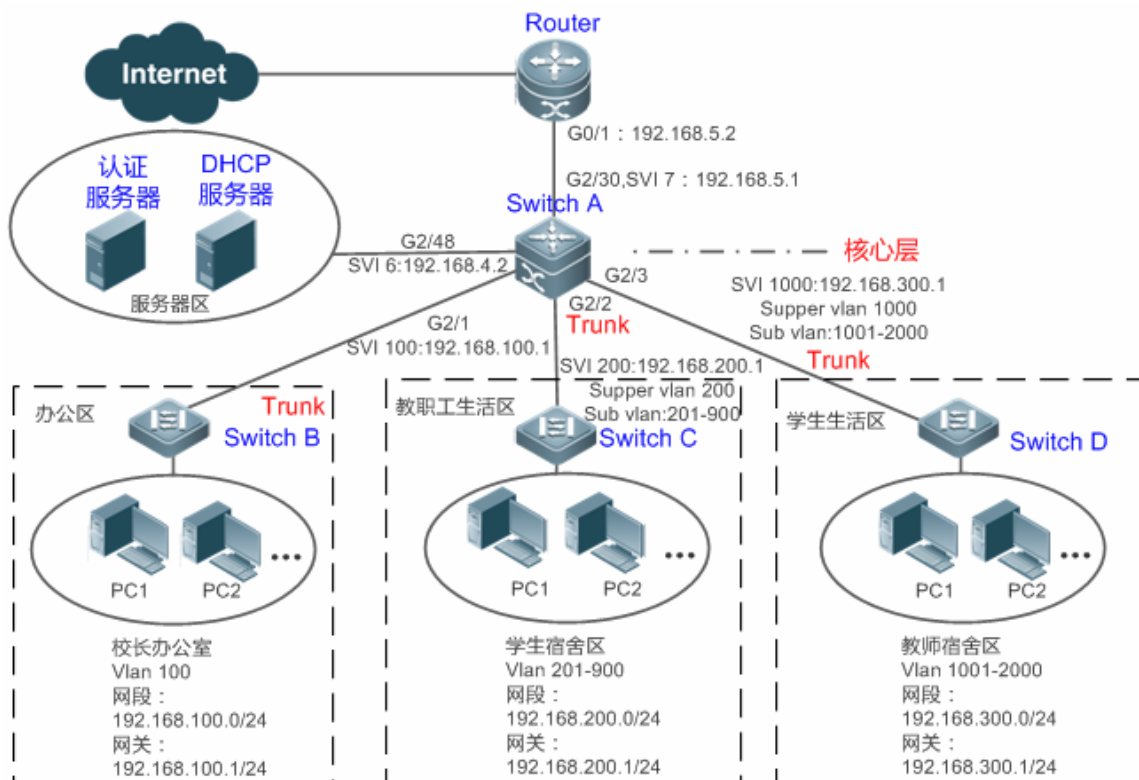 Router
Internet
G0/1：192.168.5.2
认证
服务器
DHCP
服务器
G2/30,SVI 7：192.168.5.1
Switch A
G2/48
SVI 6:192.168.4.2
服务器区
核心层
G2/3
SVI 1000:192.168.300.1
Supper vlan 1000
Sub vlan:1001-2000
G2/2
Trunk
G2/1
SVI 100:192.168.100.1
Trunk
SVI 200:192.168.200.1
Supper vlan 200
Sub vlan:201-900
办公区
Trunk
Switch B
教职工生活区
Switch C
学生生活区
Switch D
PC1
PC2
...
PC1
PC2
...
PC1
PC2
...
校长办公室
Vlan 100
网段：
192.168.100.0/24
网关：
192.168.100.1/24
学生宿舍区
Vlan 201-900
网段：
192.168.200.0/24
网关：
192.168.200.1/24
教师宿舍区
Vlan 1001-2000
网段：
192.168.300.0/24
网关：
192.168.300.1/24